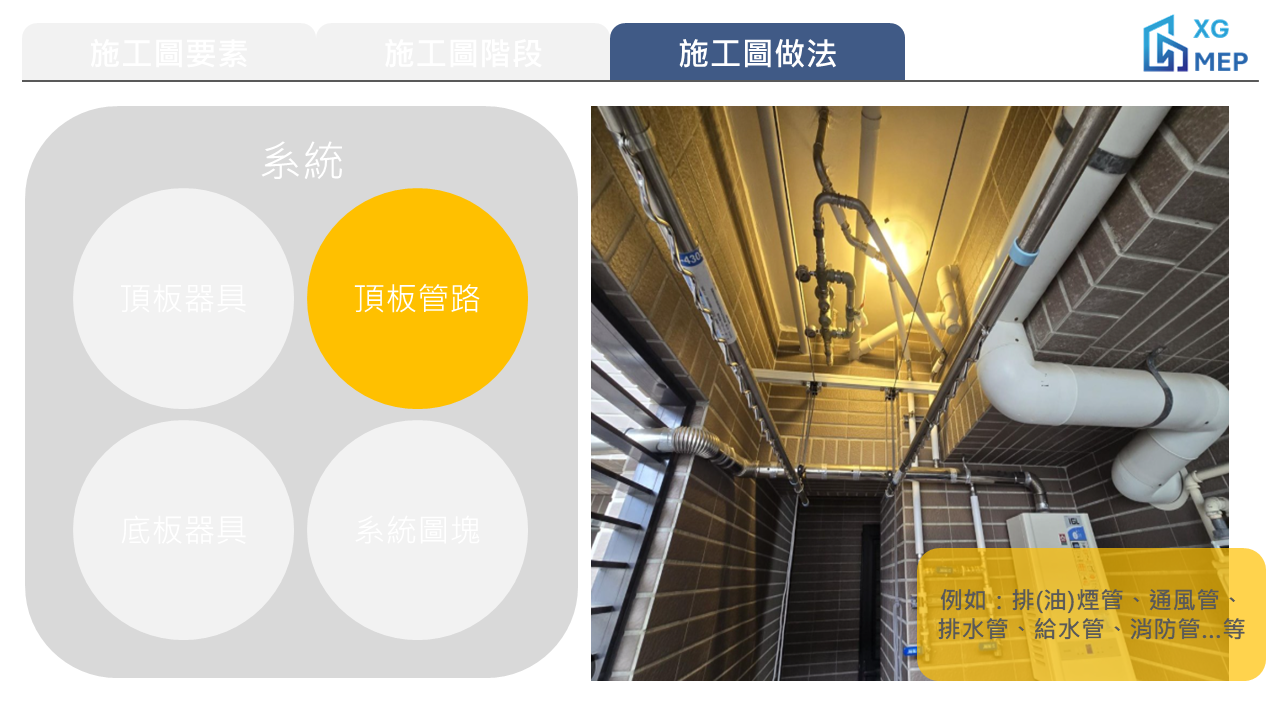 施工圖要素
施工圖階段
施工圖做法
XG
MEP
系統
頂板器具
頂板管路
底板器具
系統圖塊
430
IGL
例如：排(油)煙管、通風管、
排水管、給水管、消防管...等